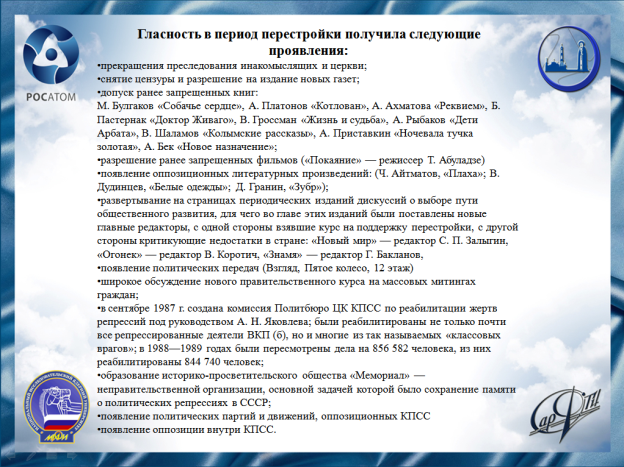 Гласность в период перестройки получила следующие
проявления:
•прекращения преследования инакомыслящих и церкви;
•снятие цензуры и разрешение на издание новых газет;
•допуск ранее запрещенных книг:
М. Булгаков «Собачье сердце», А. Платонов «Котлован», А. Ахматова «Реквием», Б.
Пастернак «Доктор Живаго», В. Гроссман «Жизнь и судьба», А. Рыбаков «Дети
Арбата», В. Шаламов «Колымские рассказы», А. Приставкин «Ночевала тучка
золотая», А. Бек «Новое назначение»;
•разрешение ранее запрещенных фильмов («Покаяние» — режиссер Т. Абуладзе)
•появление оппозиционных литературных произведений: (Ч. Айтматов, «Плаха»; В.
Дудинцев, «Белые одежды»; Д. Гранин, «Зубр»);
•развертывание на страницах периодических изданий дискуссий о выборе пути
общественного развития, для чего во главе этих изданий были поставлены новые
главные редакторы, с одной стороны взявшие курс на поддержку перестройки, с другой
стороны критикующие недостатки в стране: «Новый мир» — редактор С. П. Залыгин,
«Огонек» — редактор В. Коротич, «Знамя» — редактор Г. Бакланов,
•появление политических передач (Взгляд, Пятое колесо, 12 этаж)
•широкое обсуждение нового правительственного курса на массовых митингах
граждан;
•в сентябре 1987 г. создана комиссия Политбюро ЦК КПСС по реабилитации жертв
репрессий под руководством А. Н. Яковлева; были реабилитированы не только почти
все репрессированные деятели ВКП (б), но и многие из так называемых «классовых
врагов»; в 1988—1989 годах были пересмотрены дела на 856 582 человека, из них
реабилитированы 844 740 человек;
•образование историко-просветительского общества «Мемориал» —
неправительственной организации, основной задачей которой было сохранение памяти
о политических репрессиях в СССР;
•появление политических партий и движений, оппозиционных КПСС
•появление оппозиции внутри КПСС.
РОСАТОМ
МИФИ
СарФТИ